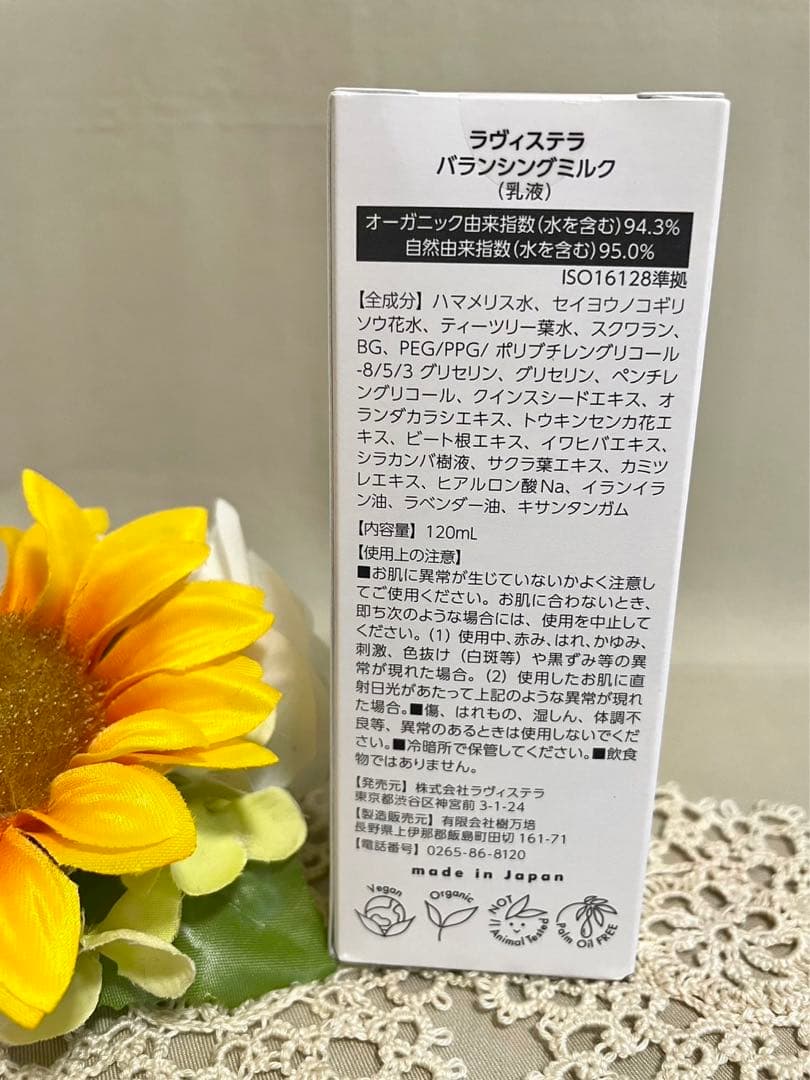 ラヴィステラ
バランシングミルク
(乳液)
オーガニック由来指数(水を含む)94.3%
自然由来指数(水を含む)95.0%
ISO16128準拠
【全成分】ハマメリス水、セイヨウノコギリ
ソウ花水、ティーツリー葉水、スクワラン、
BG、PEG/PPG/ ポリブチレングリコール
-8/5/3 グリセリン、グリセリン、ペンチレ
ングリコール、クインスシードエキス、オ
ランダカラシエキス、トウキンセンカ花エ
キス、ビート根エキス、イワヒバエキス、
シラカンバ樹液、サクラ葉エキス、カミツ
レエキス、ヒアルロン酸Na、イランイラ
ン油、ラベンダー油、キサンタンガム
【内容量】120mL
【使用上の注意】
■お肌に異常が生じていないかよく注意し
てご使用ください。お肌に合わないとき、
即ち次のような場合には、使用を中止して
ください。(1) 使用中、赤み、はれ、かゆみ、
刺激、色抜け（白斑等）や黒ずみ等の異
常が現れた場合。(2) 使用したお肌に直
射日光があたって上記のような異常が現れ
た場合。■傷、はれもの、湿しん、体調不
良等、異常のあるときは使用しないでくだ
さい。■冷暗所で保管してください。■飲食
物ではありません。
【発売元】株式会社ラヴィステラ
東京都渋谷区神宮前 3-1-24
【製造販売元】有限会社樹万培
長野県上伊那郡飯島町田切 161-71
【電話番号】0265-86-8120
made in Japan
Vegan
Organic
NOT Animal Tested
Palm Oil FREE